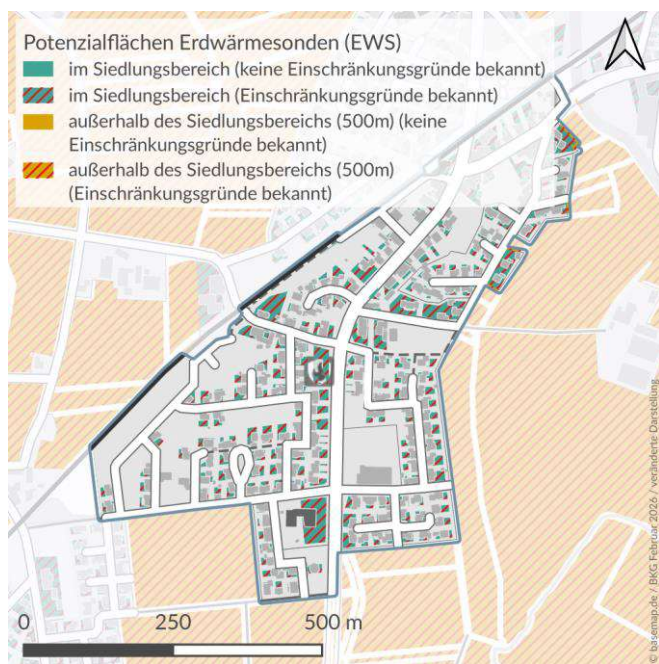 Potenzialflächen Erdwärmesonden (EWS)
im Siedlungsbereich (keine Einschränkungsgründe bekannt)
im Siedlungsbereich (Einschränkungsgründe bekannt)
außerhalb des Siedlungsbereichs (500m) (keine
Einschränkungsgründe bekannt)
außerhalb des Siedlungsbereichs (500m)
(Einschränkungsgründe bekannt)
0 250 500 m
© basemap.de / BKG Februar 2026 / veränderte Darstellung